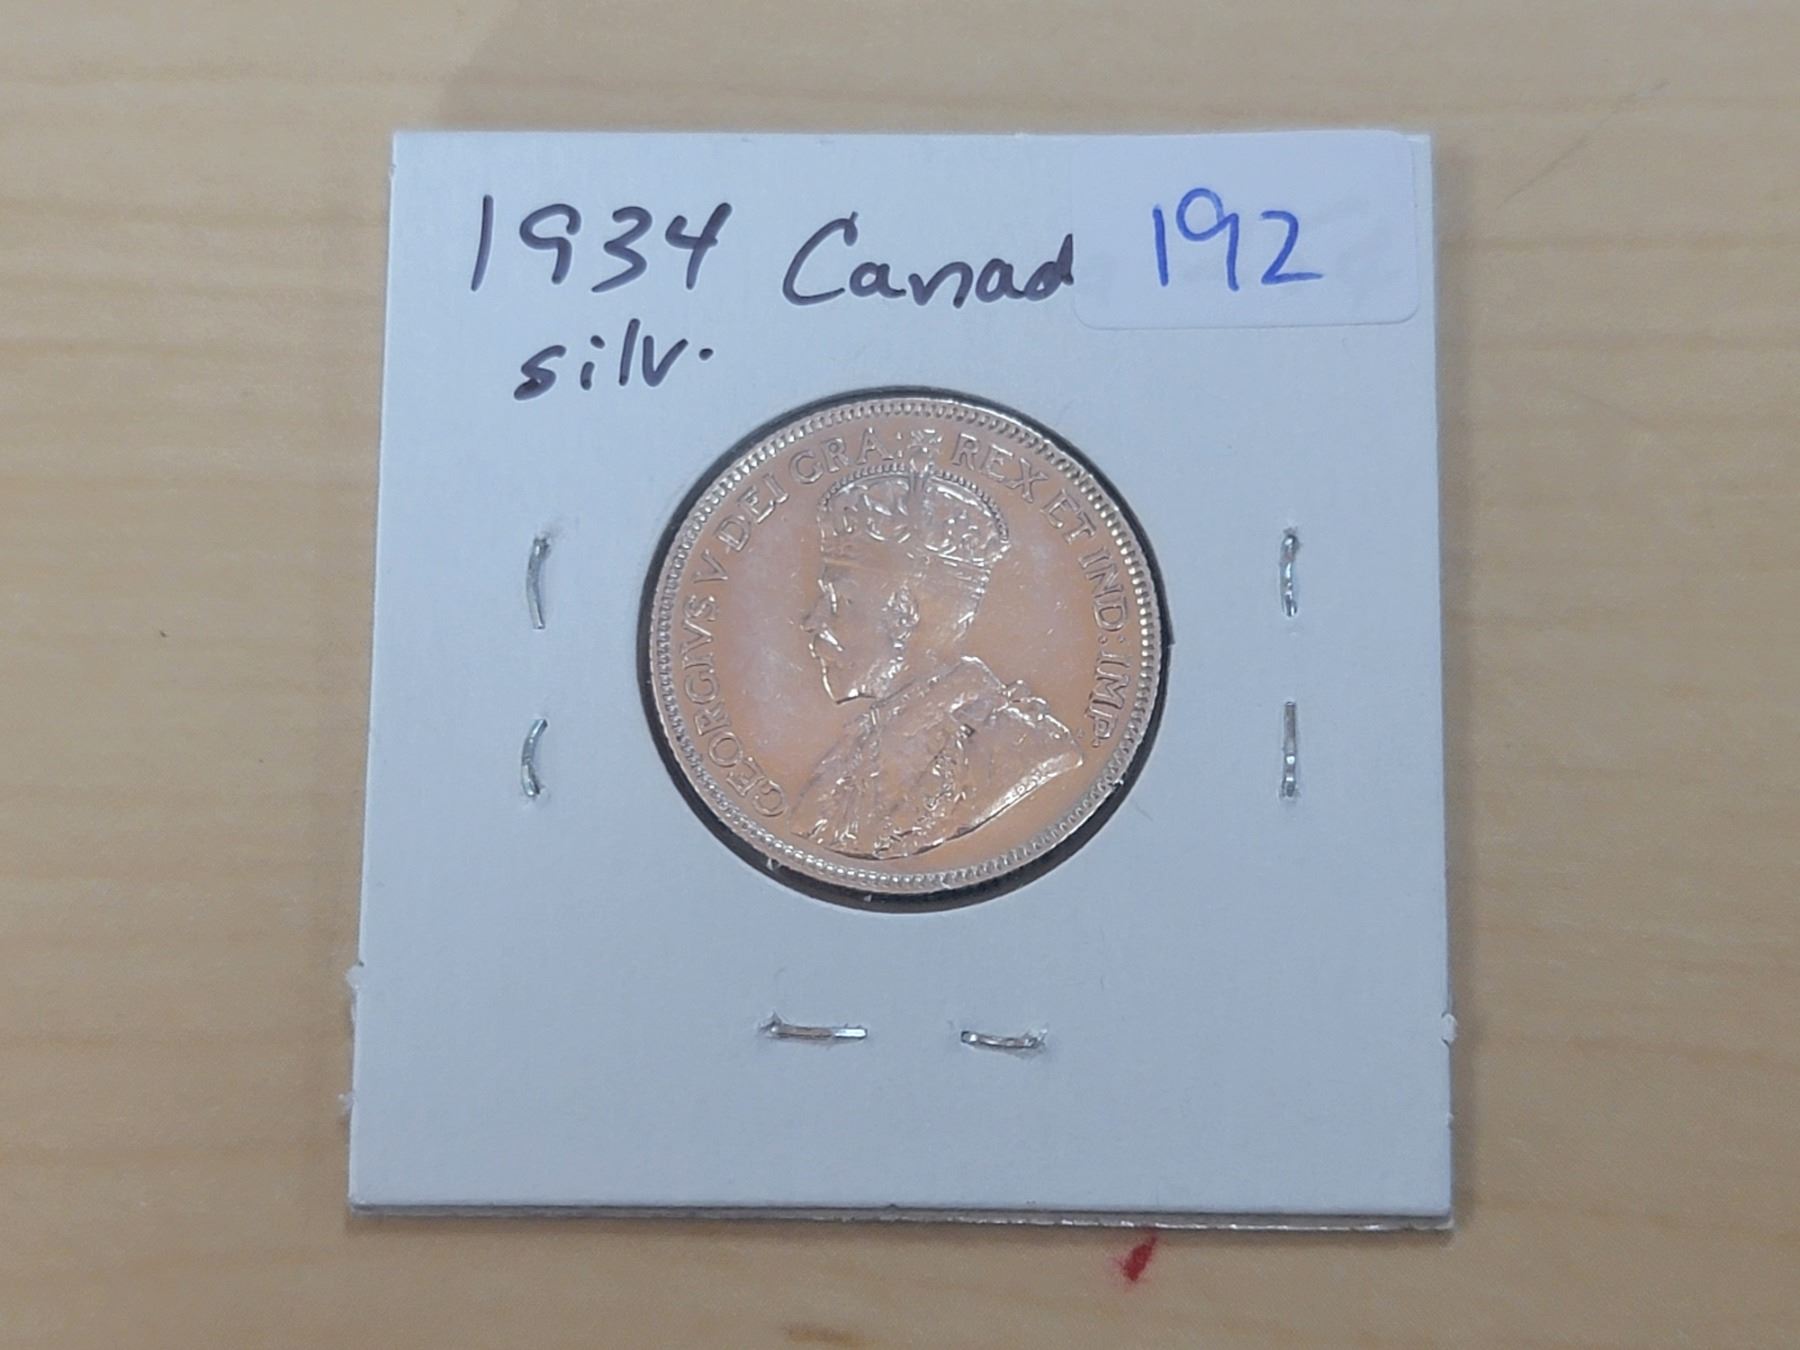 1934 Canad 192
silv.
GEORGIVS V DEI GRA: REX ET IND: IMP.